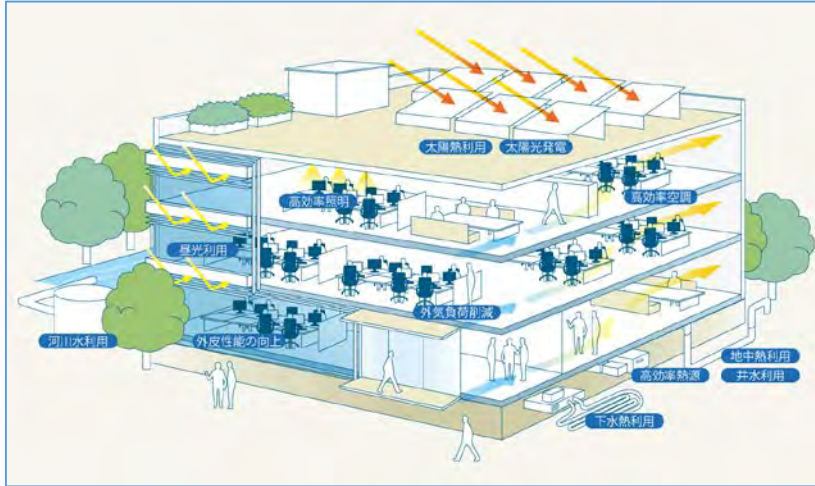 太陽熱利用
太陽光発電
高効率照明
高効率空調
昼光利用
外気負荷削減
河川水利用
外皮性能の向上
地中熱利用
高効率熱源
井水利用
下水熱利用